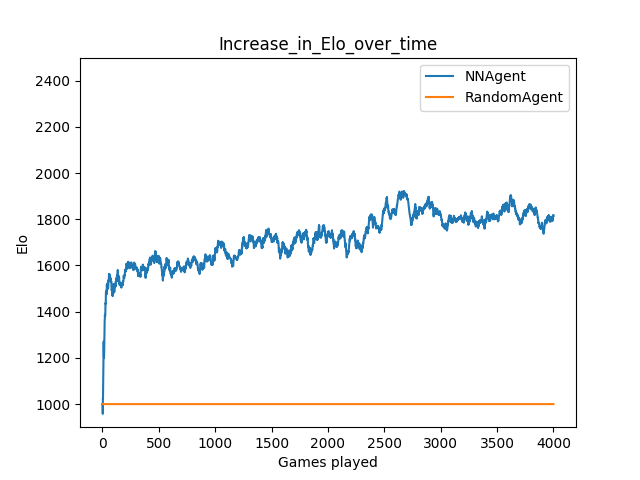 Increase_in_Elo_over_time
NNAgent
RandomAgent
2400
2200
2000
1800
1600
1400
1200
1000
Elo
0 500 1000 1500 2000 2500 3000 3500 4000
Games played